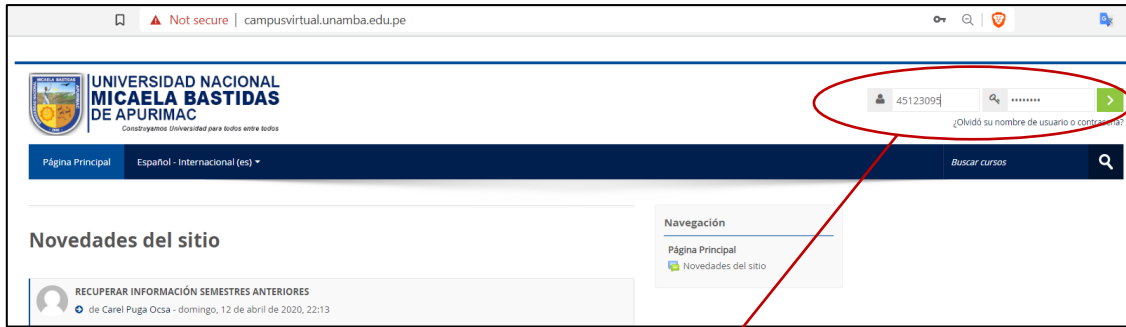 Not secure | campusvirtual.unamba.edu.pe
UNIVERSIDAD NACIONAL
MICAELA BASTIDAS
DE APURIMAC
Construyamos Universidad para todos entre todos
45123095 ••••••••
¿Olvidó su nombre de usuario o contraseña?
Página Principal Español - Internacional (es) Buscar cursos
Novedades del sitio
RECUPERAR INFORMACIÓN SEMESTRES ANTERIORES
de Carel Puga Ocsa - domingo, 12 de abril de 2020, 22:13
Navegación
Página Principal
Novedades del sitio